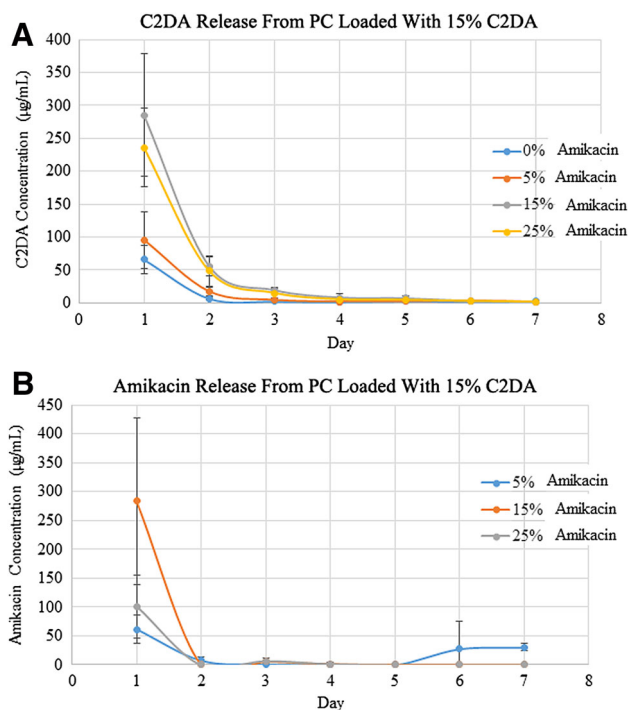 A
C2DA Release From PC Loaded With 15% C2DA
400
350
300
250
200
150
100
50
0
C2DA Concentration (µg/mL)
0% Amikacin
5% Amikacin
15% Amikacin
25% Amikacin
0 1 2 3 4 5 6 7 8
Day
B
Amikacin Release From PC Loaded With 15% C2DA
450
400
350
300
250
200
150
100
50
0
Amikacin Concentration (µg/mL)
5% Amikacin
15% Amikacin
25% Amikacin
0 1 2 3 4 5 6 7 8
Day